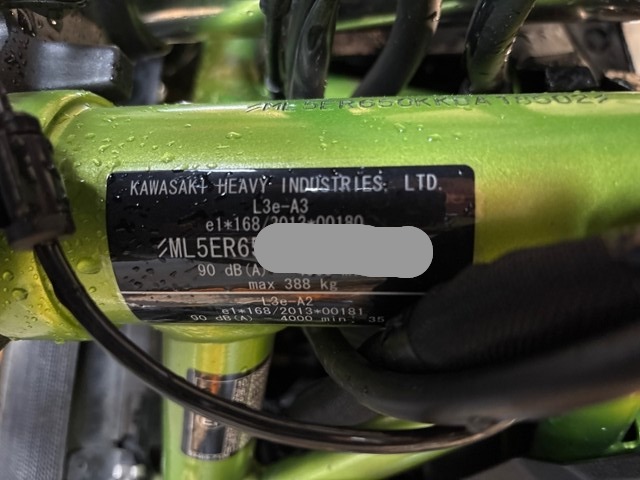 KAWASAKI HEAVY INDUSTRIES, LTD.
L3e-A3
e1*168/2013*00180
ML5ER65
90 dB(A)
max 388 kg
L3e-A2
e1*168/2013*00181
90 dB(A) - 4000 min: 35